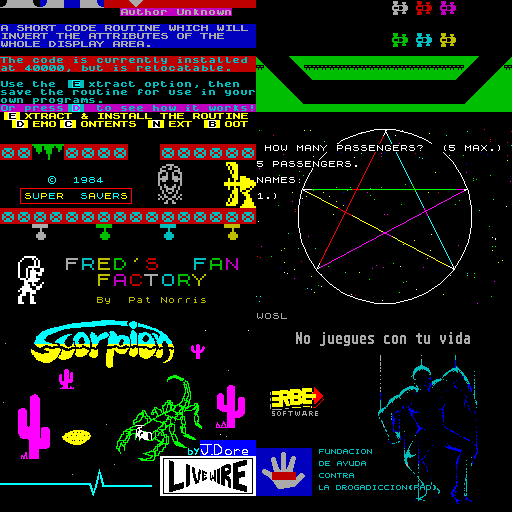 Author Unknown
A SHORT CODE ROUTINE WHICH WILL
INVERT THE ATTRIBUTES OF THE
WHOLE DISPLAY AREA.
The code is currently installed
at 40000, but is relocatable.
Use the E xtract option, then
save the routine for use in your
own programs.
Or press D to see how it works!
E XTRACT & INSTALL THE ROUTINE
D EMO C ONTENTS N EXT B OOT
HOW MANY PASSENGERS? (5 MAX.)
5 PASSENGERS.
NAMES:
1.)
© 1984
SUPER SAVERS
FRED'S FAN
FACTORY
By Pat Norris
WOSL
Scorpion
by J.Dore
LIVEWIRE
No juegues con tu vida
ERBE
SOFTWARE
FUNDACION
DE AYUDA
CONTRA
LA DROGADICCION(FAD)